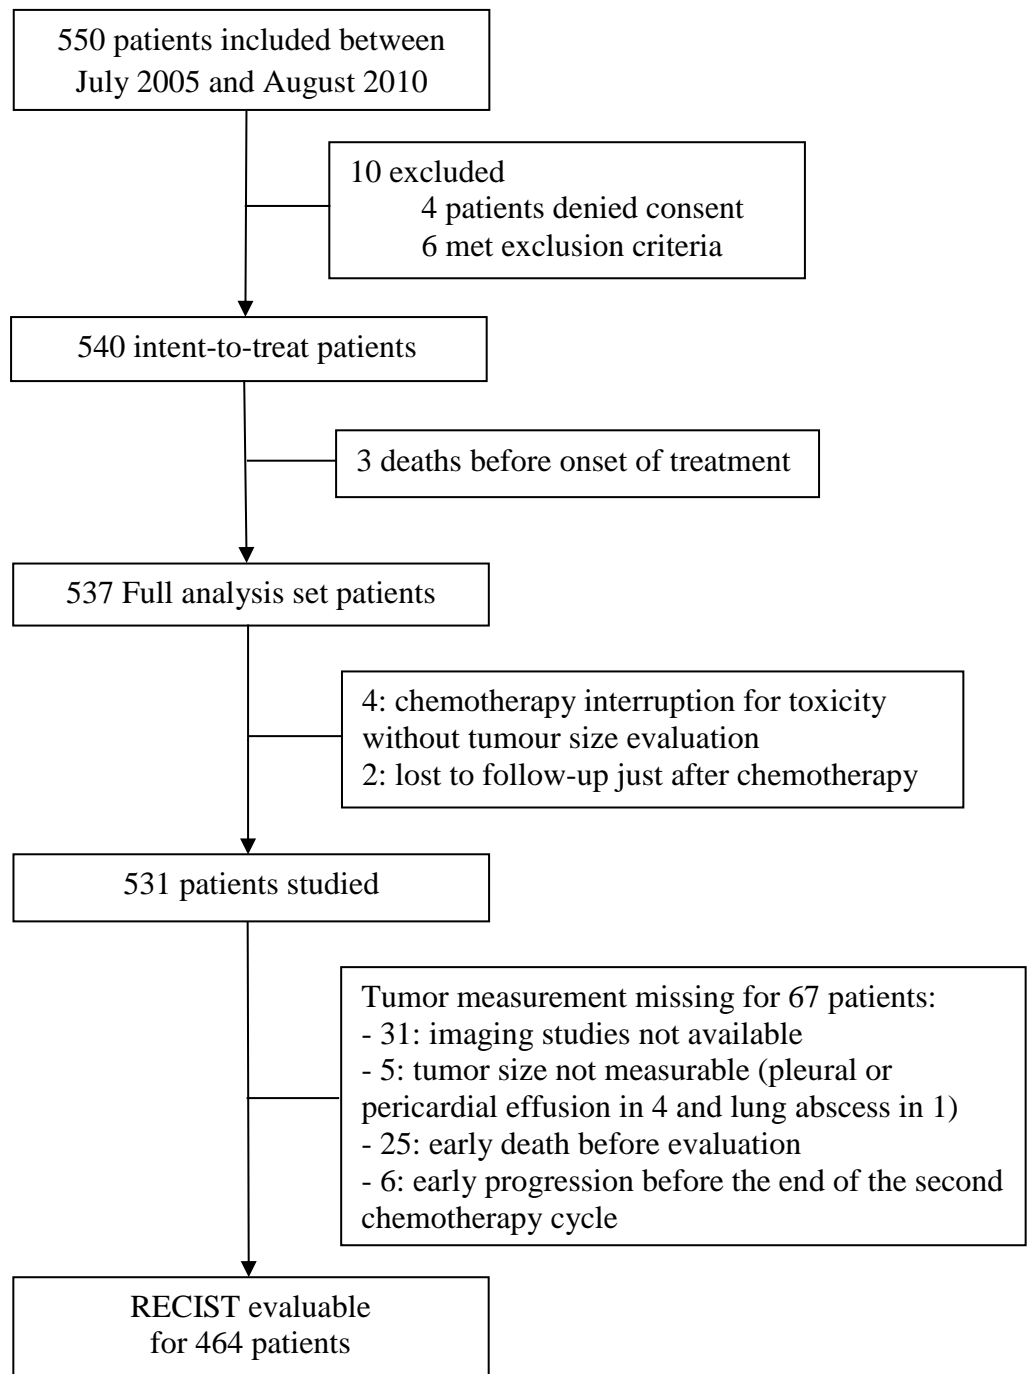 550 patients included between
July 2005 and August 2010
10 excluded
4 patients denied consent
6 met exclusion criteria
540 intent-to-treat patients
3 deaths before onset of treatment
537 Full analysis set patients
4: chemotherapy interruption for toxicity
without tumour size evaluation
2: lost to follow-up just after chemotherapy
531 patients studied
Tumor measurement missing for 67 patients:
- 31: imaging studies not available
- 5: tumor size not measurable (pleural or
pericardial effusion in 4 and lung abscess in 1)
- 25: early death before evaluation
- 6: early progression before the end of the second
chemotherapy cycle
RECIST evaluable
for 464 patients